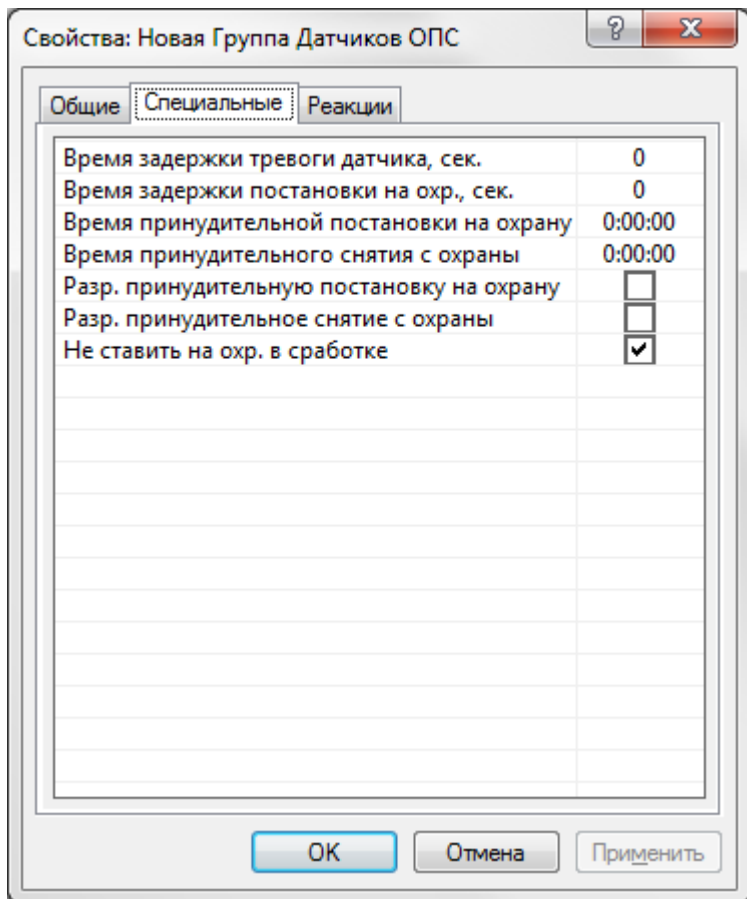 Свойства: Новая Группа Датчиков ОПС
Общие Специальные Реакции
Время задержки тревоги датчика, сек. 0
Время задержки постановки на охр., сек. 0
Время принудительной постановки на охрану 0:00:00
Время принудительного снятия с охраны 0:00:00
Разр. принудительную постановку на охрану
Разр. принудительное снятие с охраны
Не ставить на охр. в сработке
OK Отмена Применить